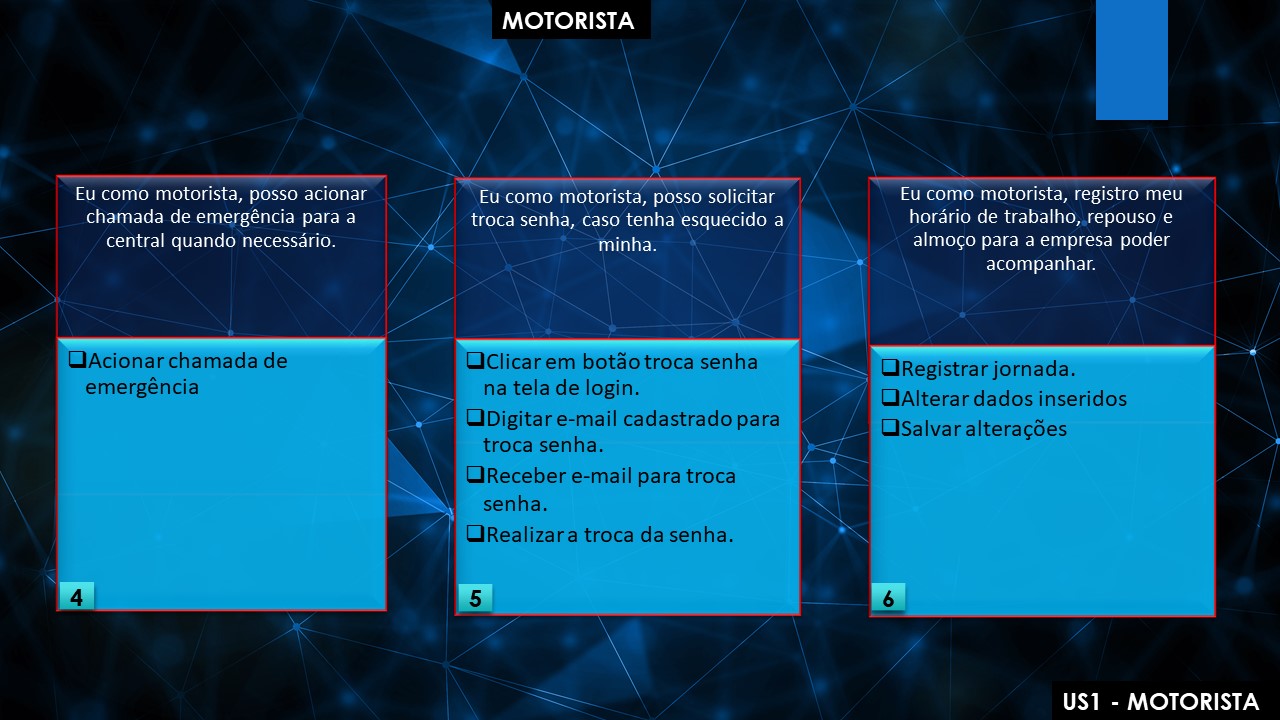 MOTORISTA
Eu como motorista, posso acionar
chamada de emergência para a
central quando necessário.
❑Acionar chamada de
emergência
4
Eu como motorista, posso solicitar
troca senha, caso tenha esquecido a
minha.
❑Clicar em botão troca senha
na tela de login.
❑Digitar e-mail cadastrado para
troca senha.
❑Receber e-mail para troca
senha.
❑Realizar a troca da senha.
5
Eu como motorista, registro meu
horário de trabalho, repouso e
almoço para a empresa poder
acompanhar.
❑Registrar jornada.
❑Alterar dados inseridos
❑Salvar alterações
6
US1 - MOTORISTA